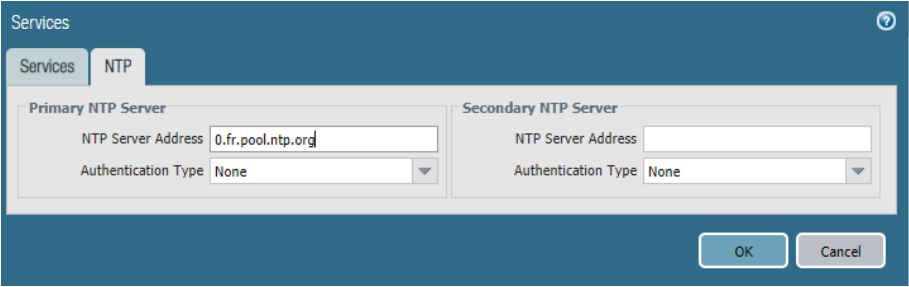 Services
Services NTP
Primary NTP Server Secondary NTP Server
NTP Server Address 0.fr.pool.ntp.org NTP Server Address
Authentication Type None Authentication Type None
OK Cancel